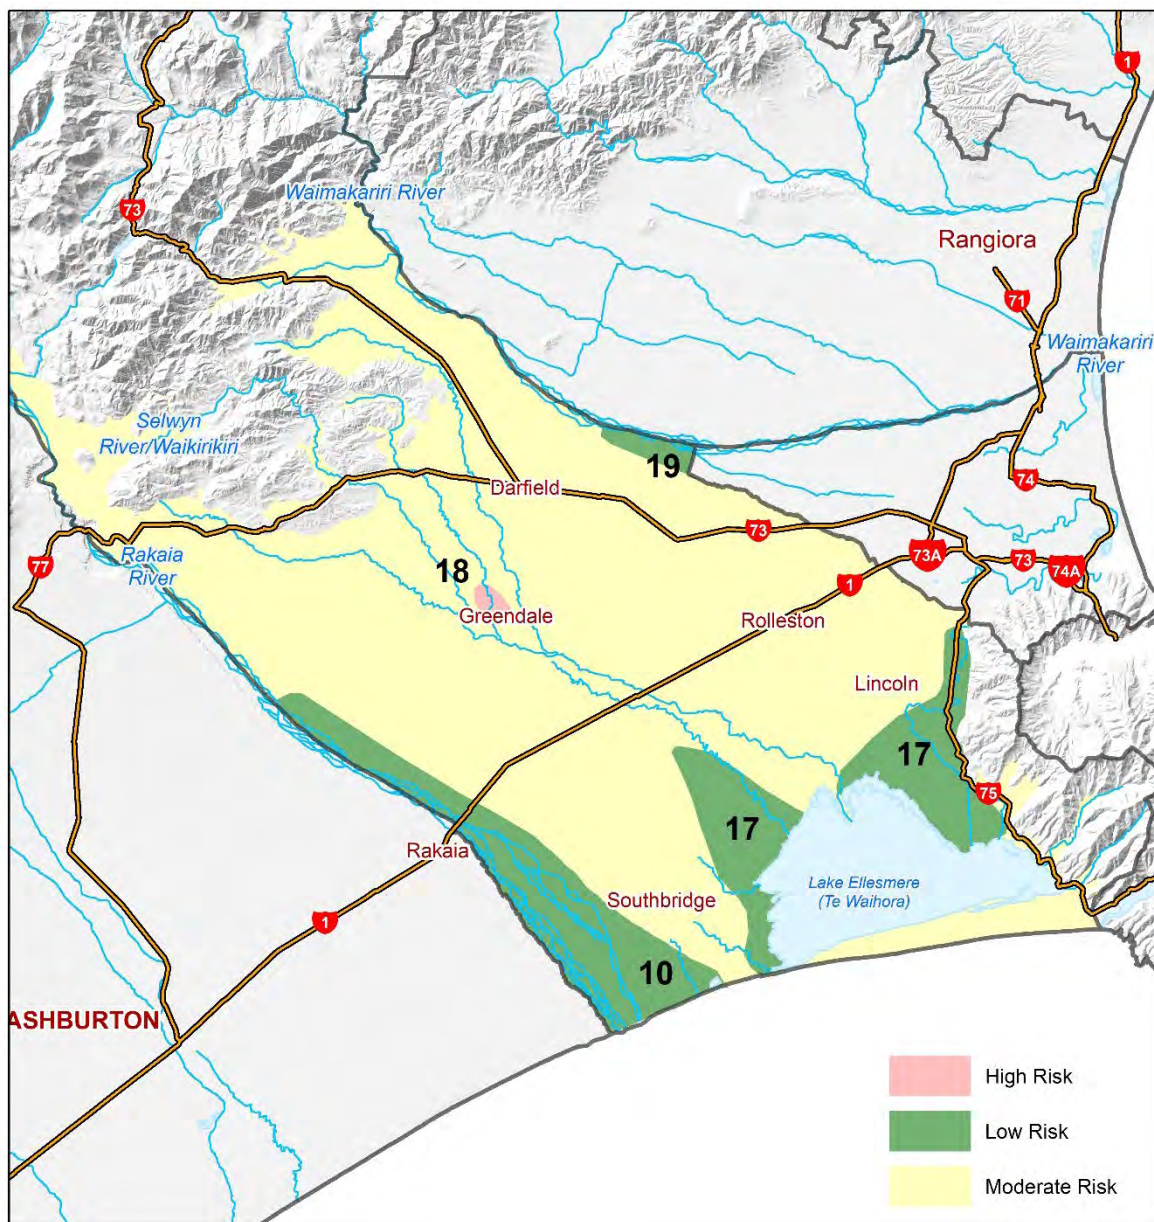 1
73
Waimakariri River
Rangiora
71
Waimakariri
River
Selwyn
River/Waikirikiri
19
74
Darfield
73
73A
73
74A
77
Rakaia
River
18
1
Greendale
Rolleston
Lincoln
17
75
17
Rakaia
Lake Ellesmere
(Te Waihora)
Southbridge
1
10
ASHBURTON
High Risk
Low Risk
Moderate Risk